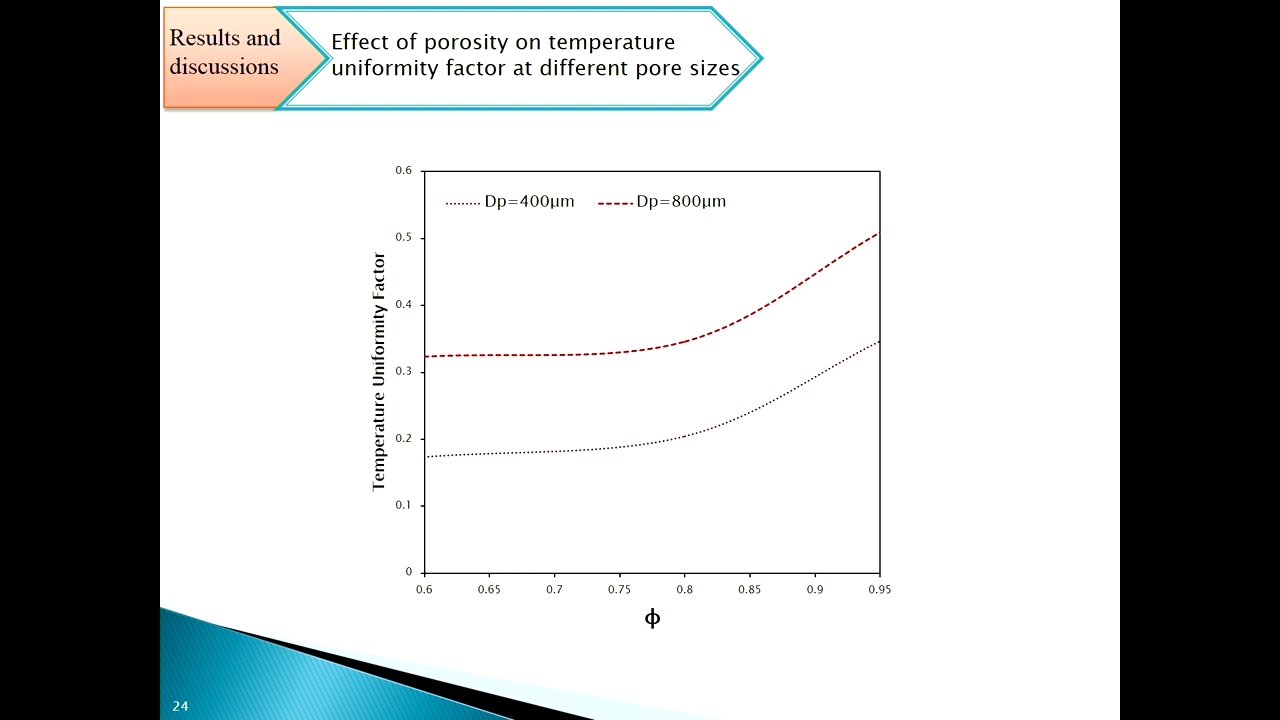 Results and
discussions
Effect of porosity on temperature
uniformity factor at different pore sizes
Dp=400µm
Dp=800µm
0.6
0.5
0.4
0.3
0.2
0.1
0
Temperature Uniformity Factor
0.6
0.65
0.7
0.75
0.8
0.85
0.9
0.95
ϕ
24